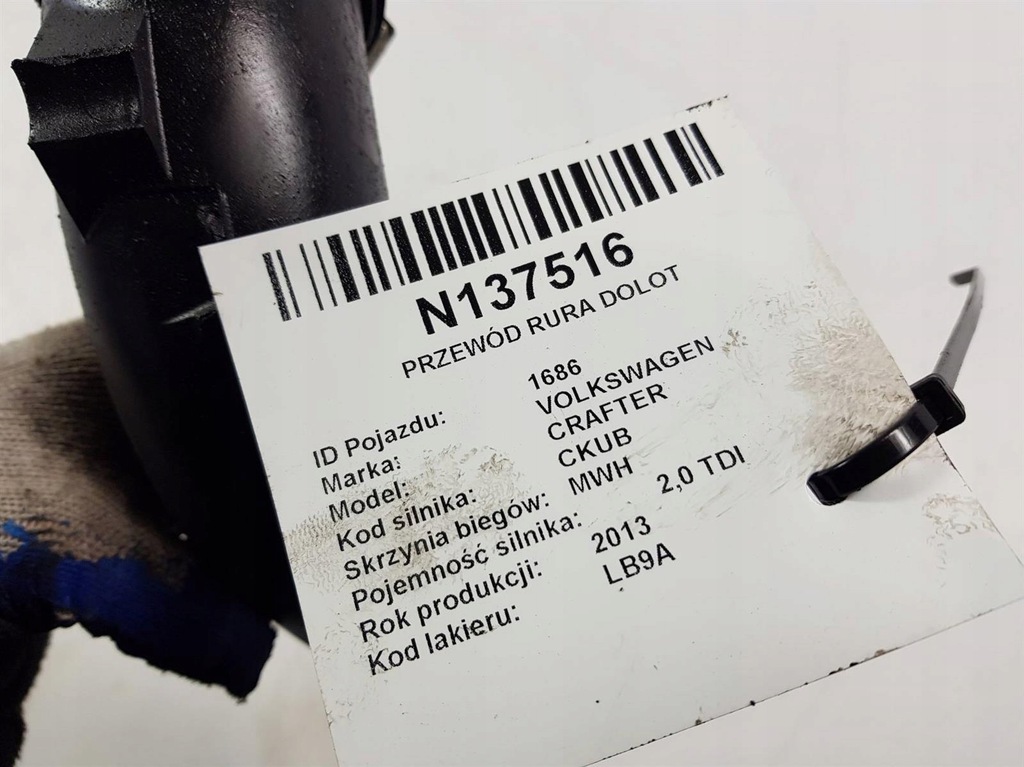 N137516
PRZEWÓD RURA DOLOT
ID Pojazdu: 1686
Marka: VOLKSWAGEN
Model: CRAFTER
Kod silnika: CKUB
Skrzynia biegów: MWH
Pojemność silnika: 2,0 TDI
Rok produkcji: 2013
Kod lakieru: LB9A